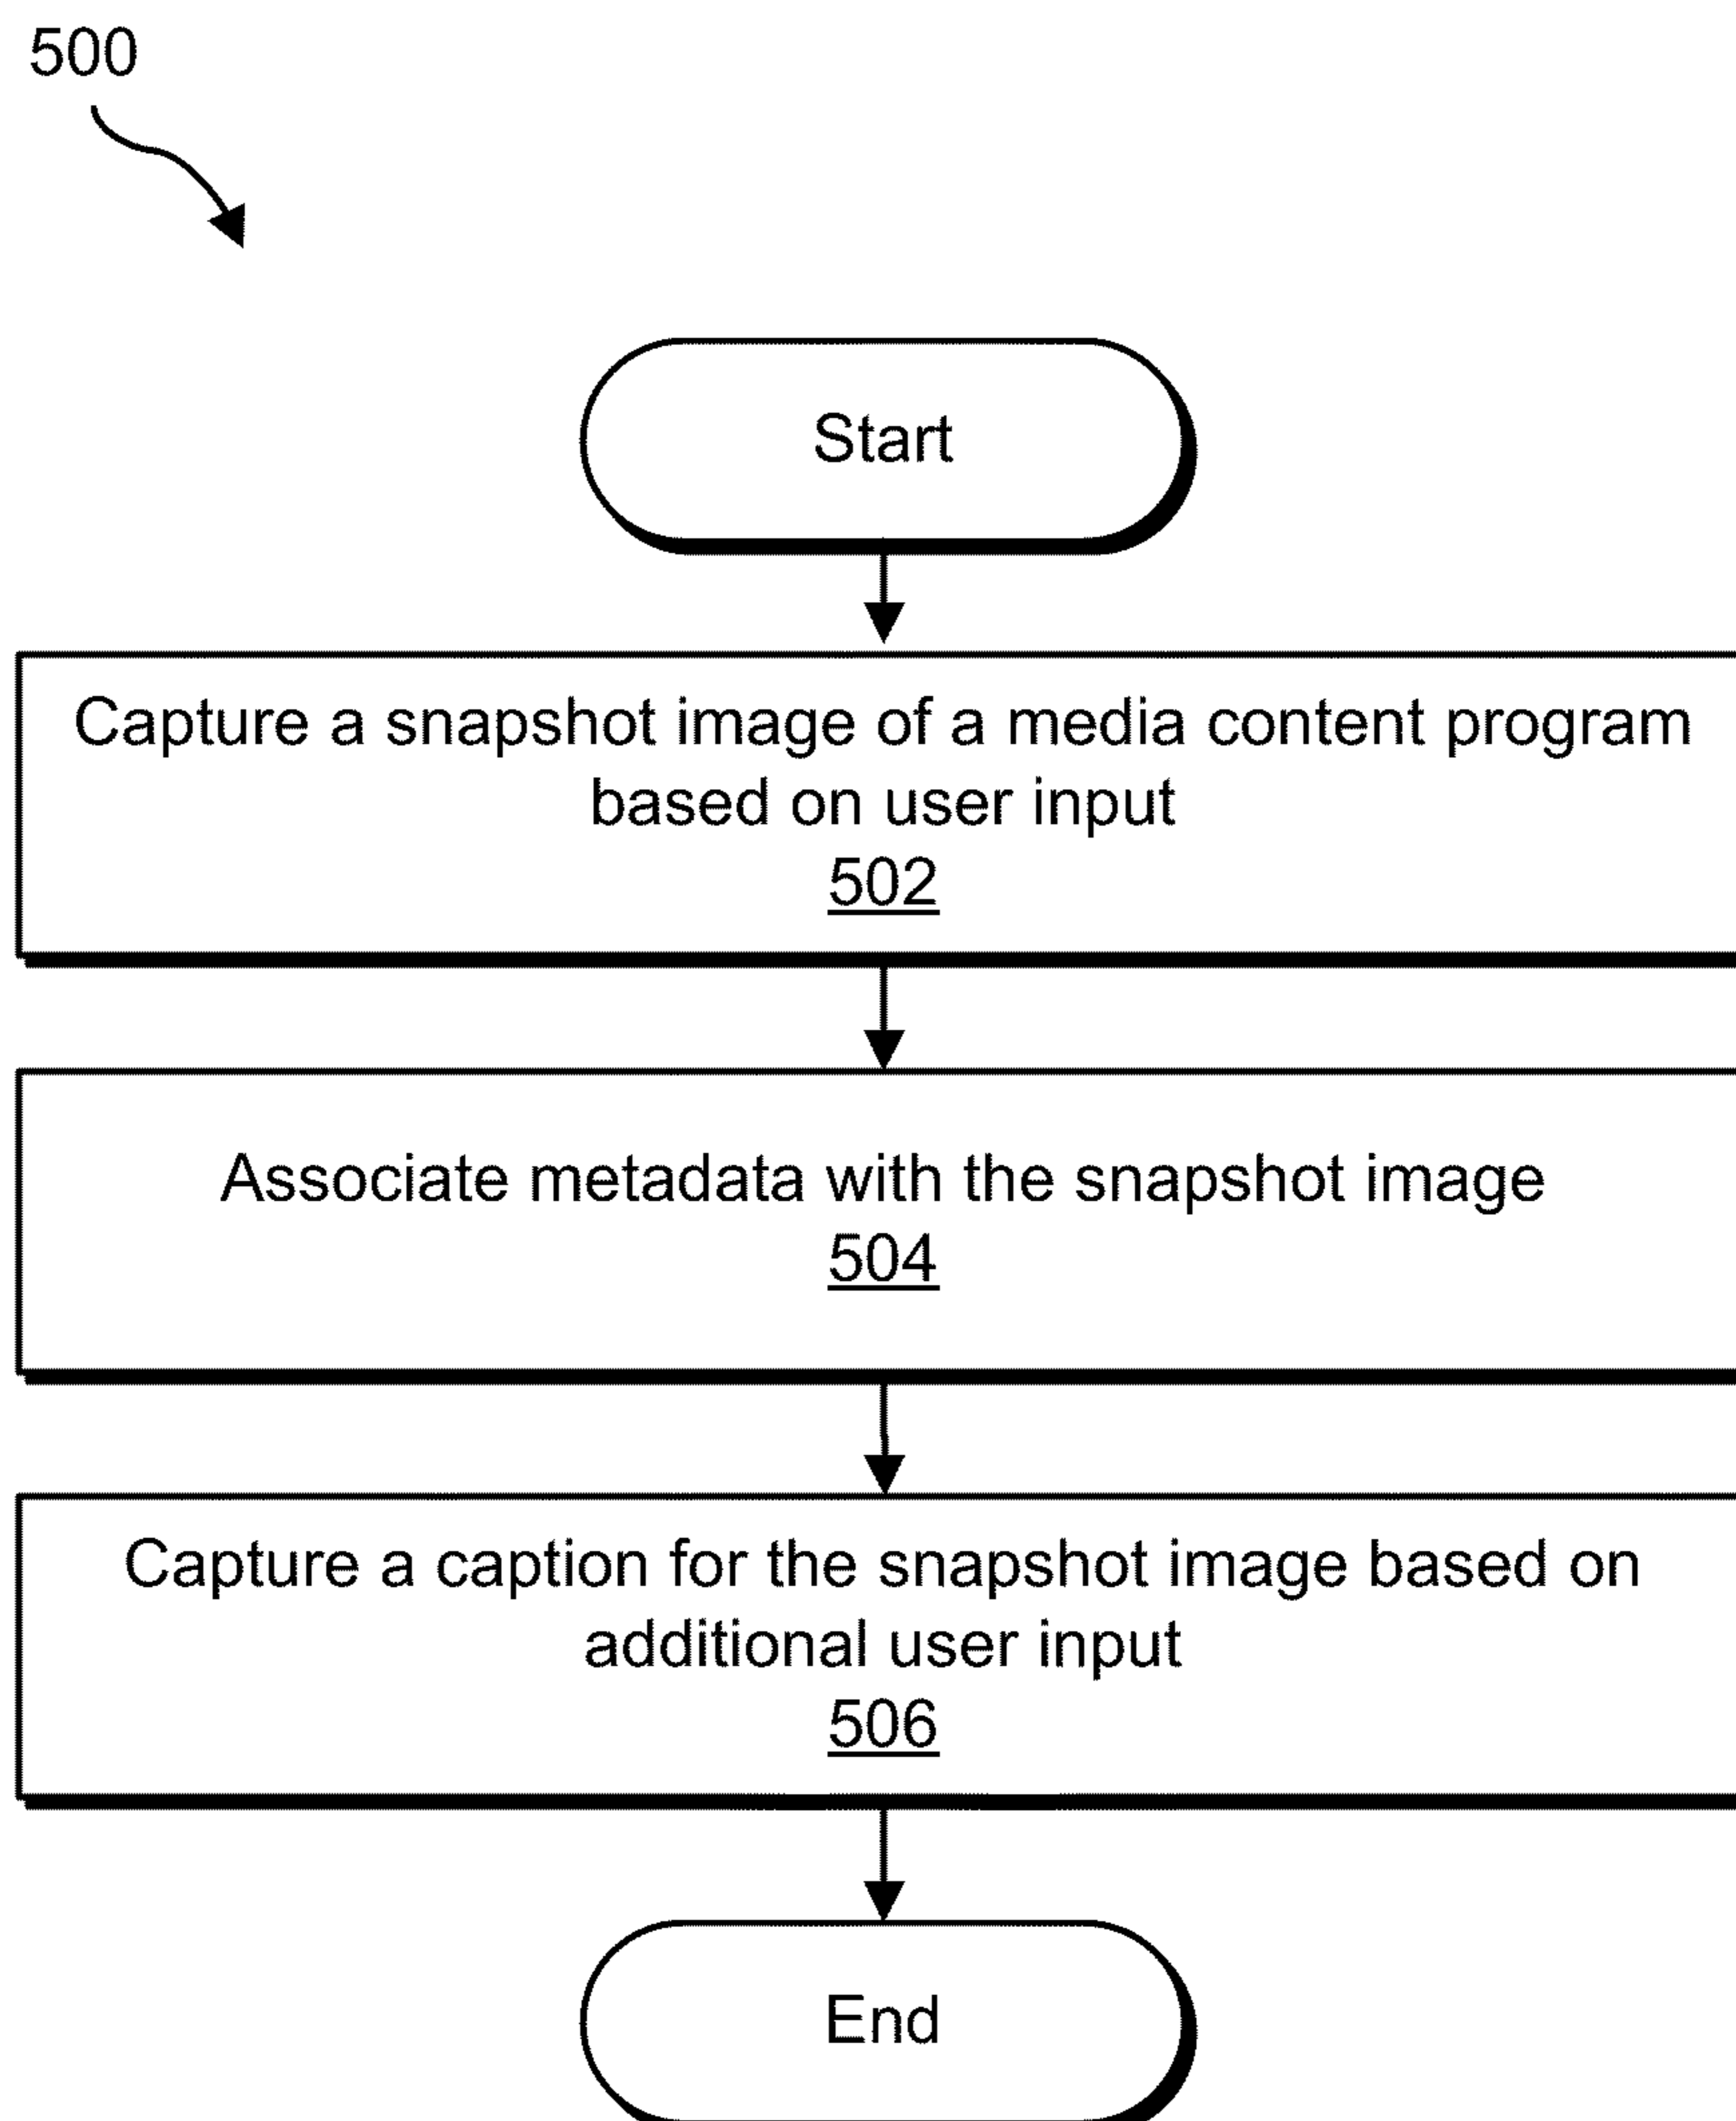 500
Start
Capture a snapshot image of a media content program
based on user input
502
Associate metadata with the snapshot image
504
Capture a caption for the snapshot image based on
additional user input
506
End